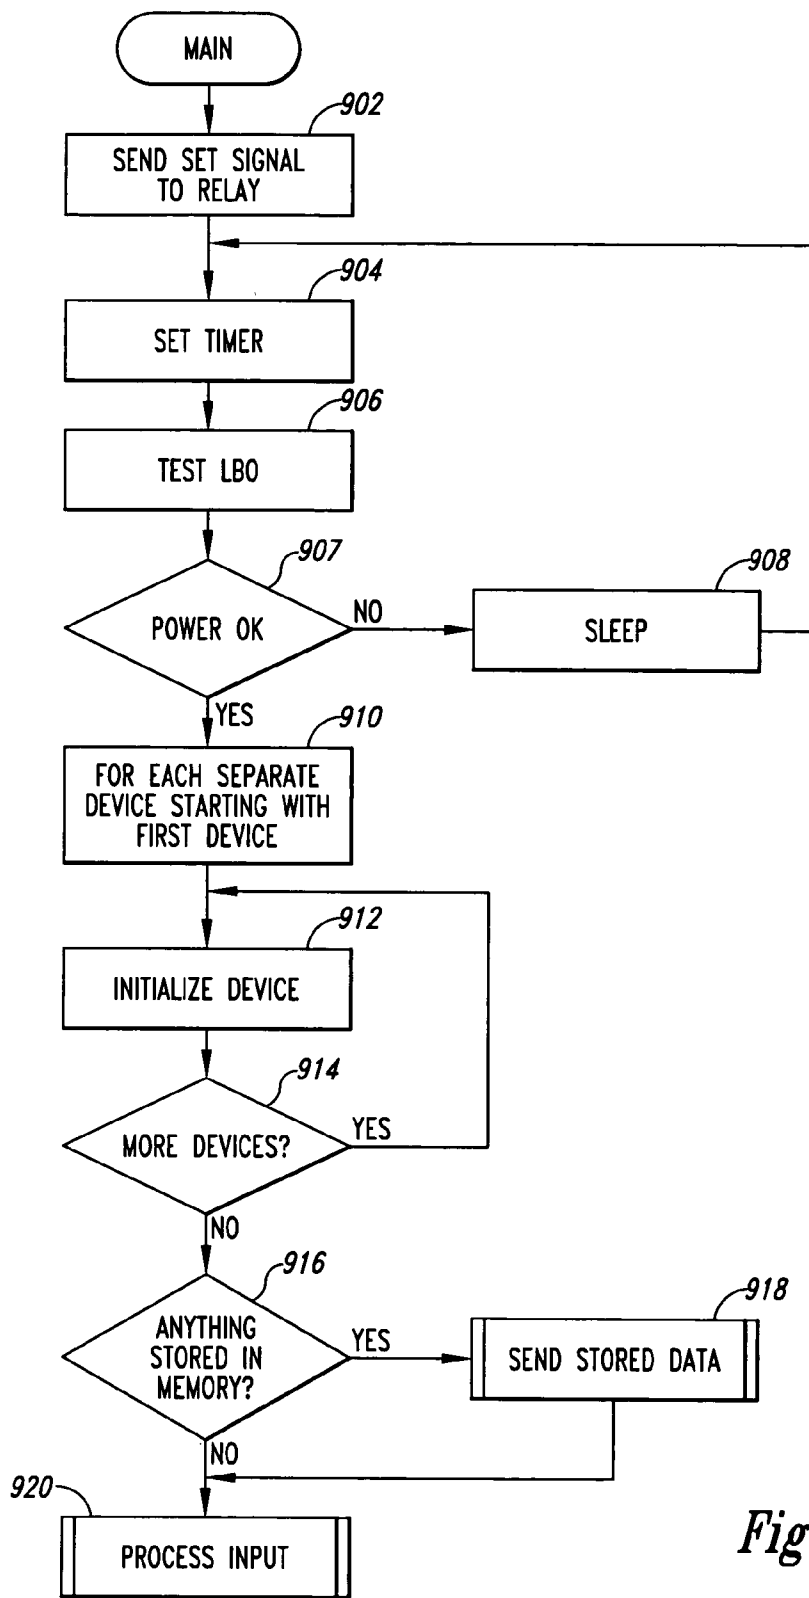 MAIN
902
SEND SET SIGNAL
TO RELAY
904
SET TIMER
906
TEST LBO
907
POWER OK
NO
908
SLEEP
YES
910
FOR EACH SEPARATE
DEVICE STARTING WITH
FIRST DEVICE
912
INITIALIZE DEVICE
914
MORE DEVICES?
YES
NO
916
ANYTHING
STORED IN
MEMORY?
YES
918
SEND STORED DATA
NO
920
PROCESS INPUT
Fig